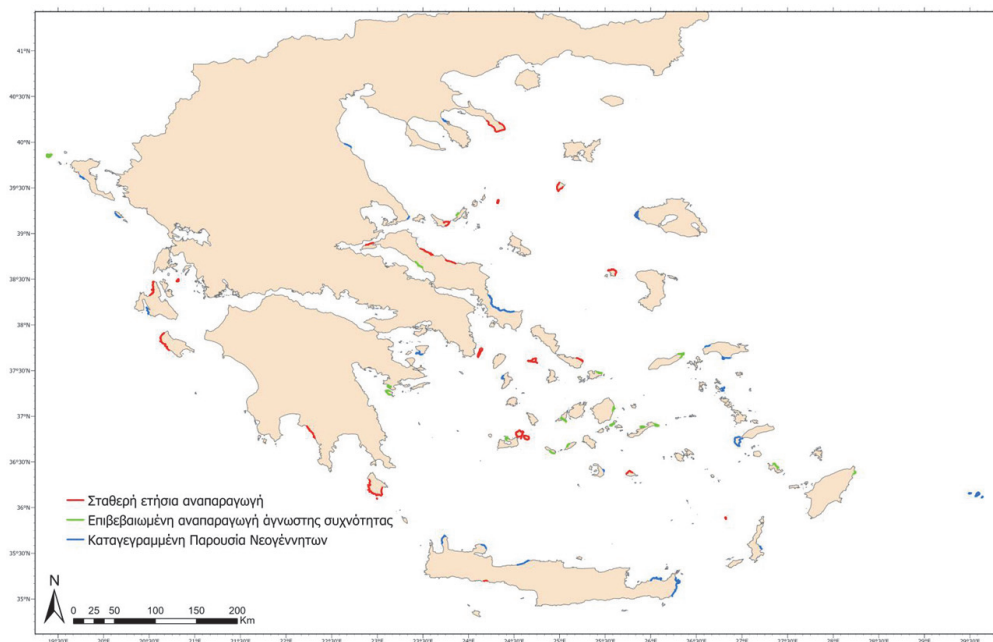 41°N
40°30'N
40°N
39°30'N
39°N
38°30'N
38°N
37°30'N
37°N
36°30'N
36°N
35°30'N
35°N
Σταθερή ετήσια αναπαραγωγή
Επιβεβαιωμένη αναπαραγωγή άγνωστης συχνότητας
Καταγεγραμμένη Παρουσία Νεογέννητων
N
0 25 50 100 150 200
Km